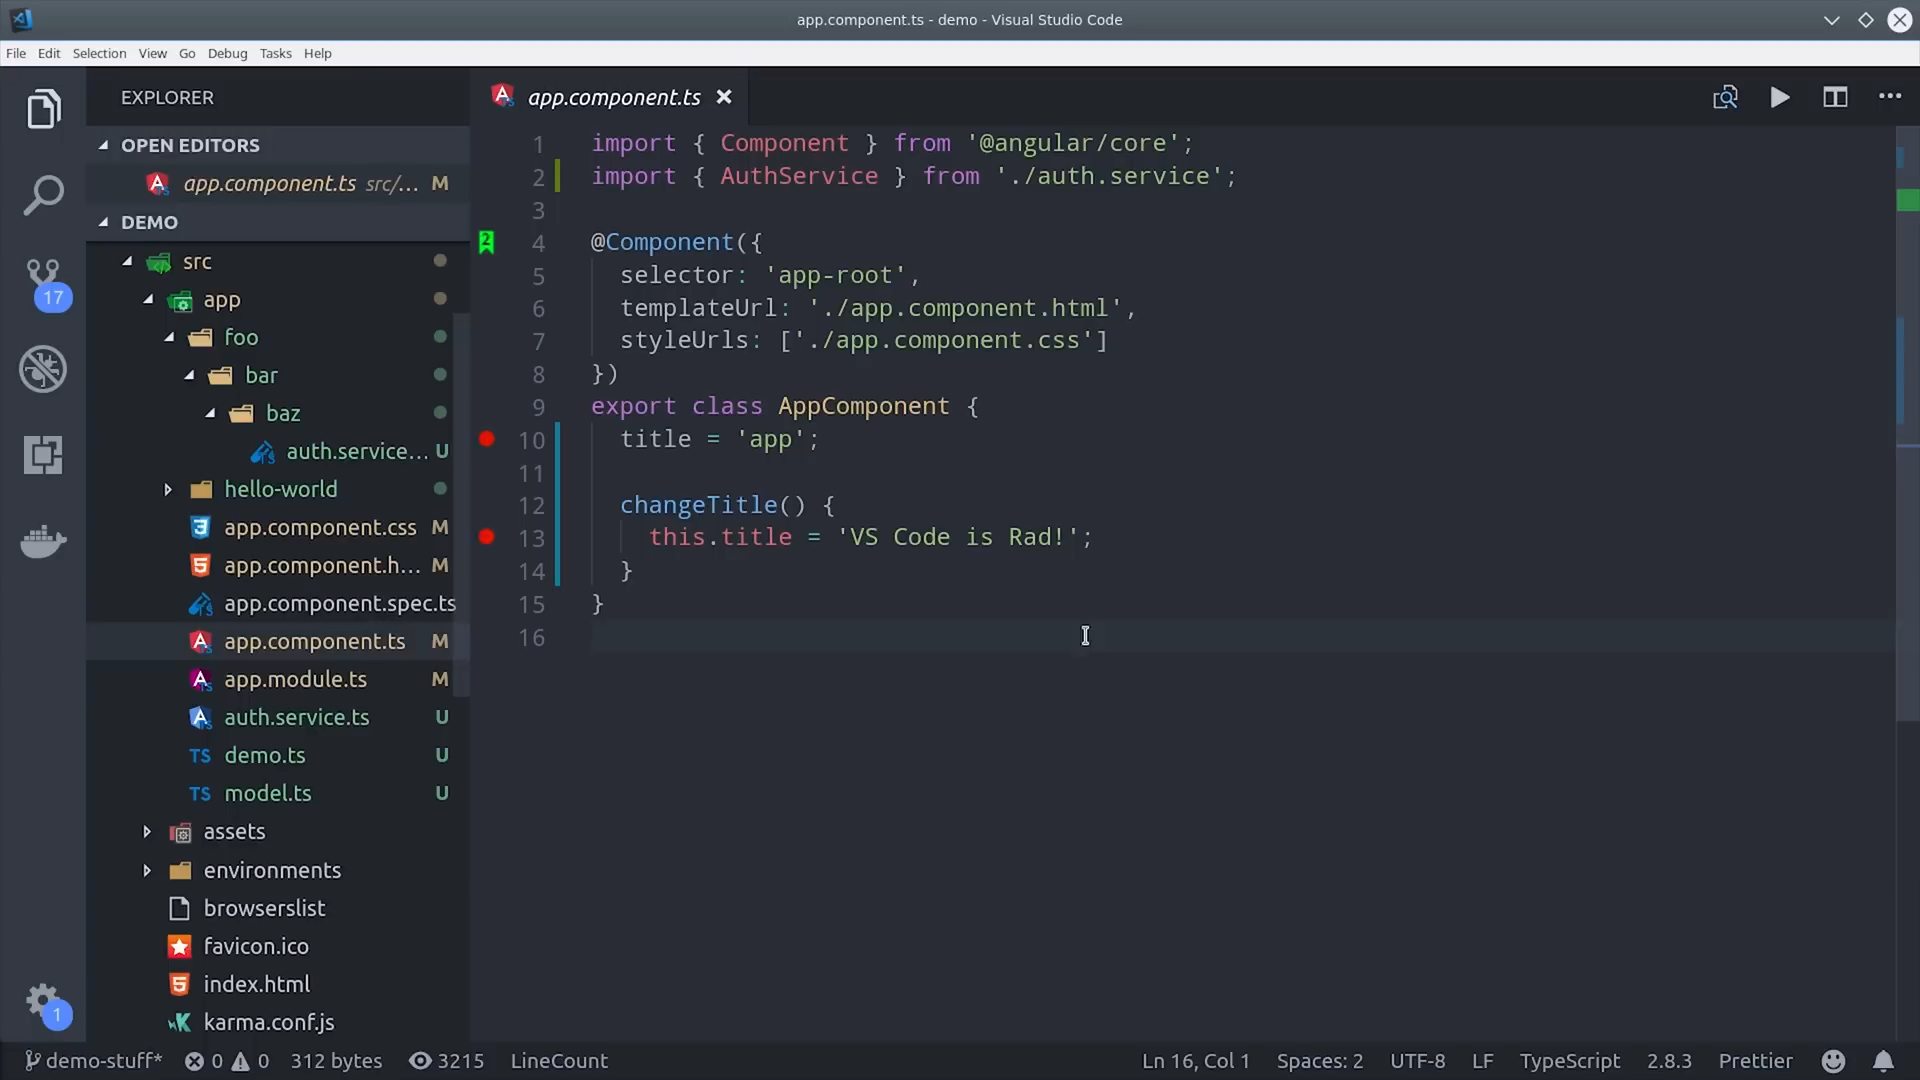 app.component.ts - demo - Visual Studio Code
File Edit Selection View Go Debug Tasks Help
EXPLORER
OPEN EDITORS
app.component.ts src/... M
DEMO
src
app
foo
bar
baz
auth.service... U
hello-world
app.component.css M
app.component.h... M
app.component.spec.ts
app.component.ts M
app.module.ts M
auth.service.ts U
TS demo.ts U
TS model.ts U
assets
environments
browserslist
favicon.ico
index.html
karma.conf.js
17
1
app.component.ts
1 import { Component } from '@angular/core';
2 import { AuthService } from './auth.service';
3
2 4 @Component({
5 selector: 'app-root',
6 templateUrl: './app.component.html',
7 styleUrls: ['./app.component.css']
8 })
9 export class AppComponent {
10 title = 'app';
11
12 changeTitle() {
13 this.title = 'VS Code is Rad!';
14 }
15 }
16
demo-stuff* 0 0 312 bytes 3215 LineCount Ln 16, Col 1 Spaces: 2 UTF-8 LF TypeScript 2.8.3 Prettier